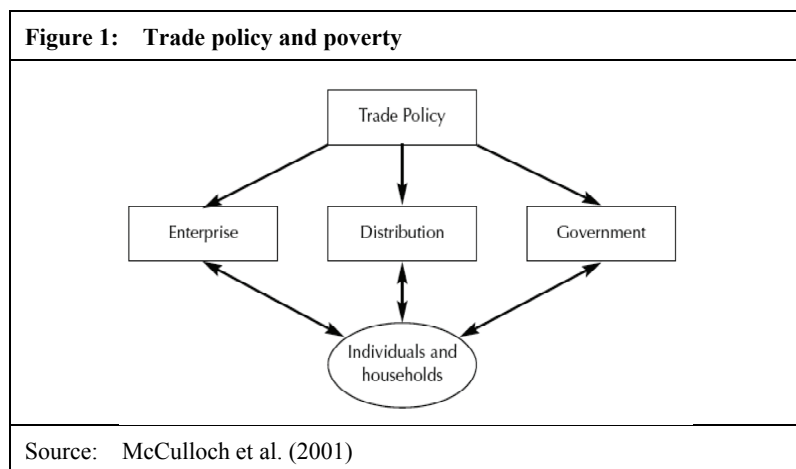 Figure 1: Trade policy and poverty
Trade Policy
Enterprise
Distribution
Government
Individuals and
households
Source: McCulloch et al. (2001)